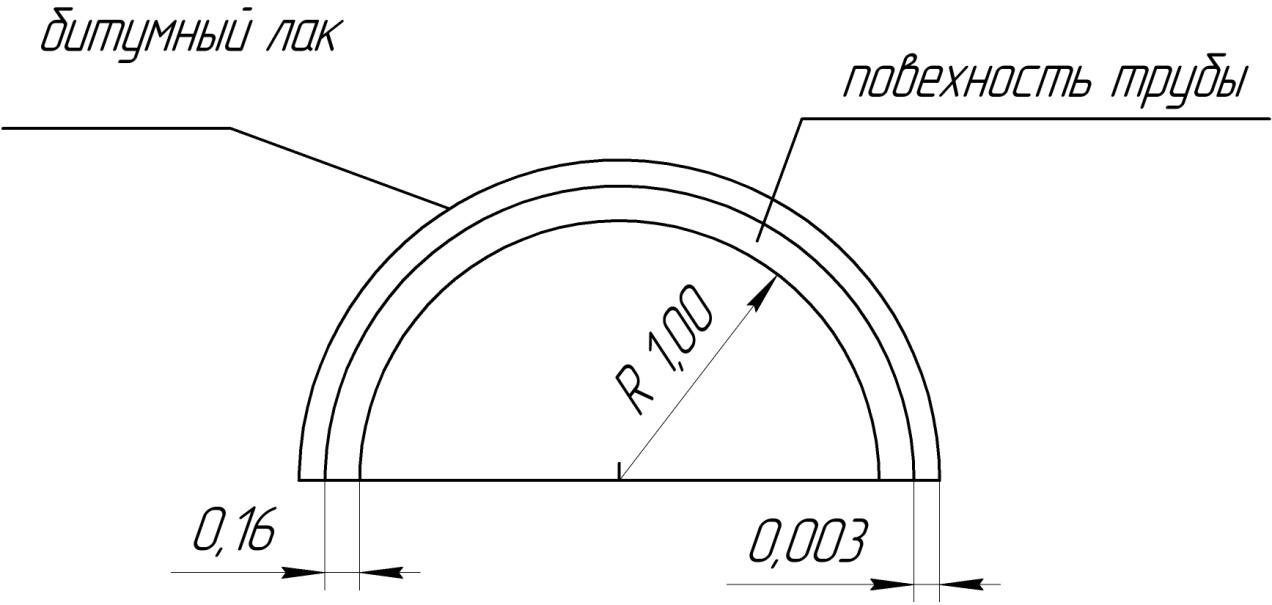 битумный лак
повехность трубы
R 1,00
0,16
0,003